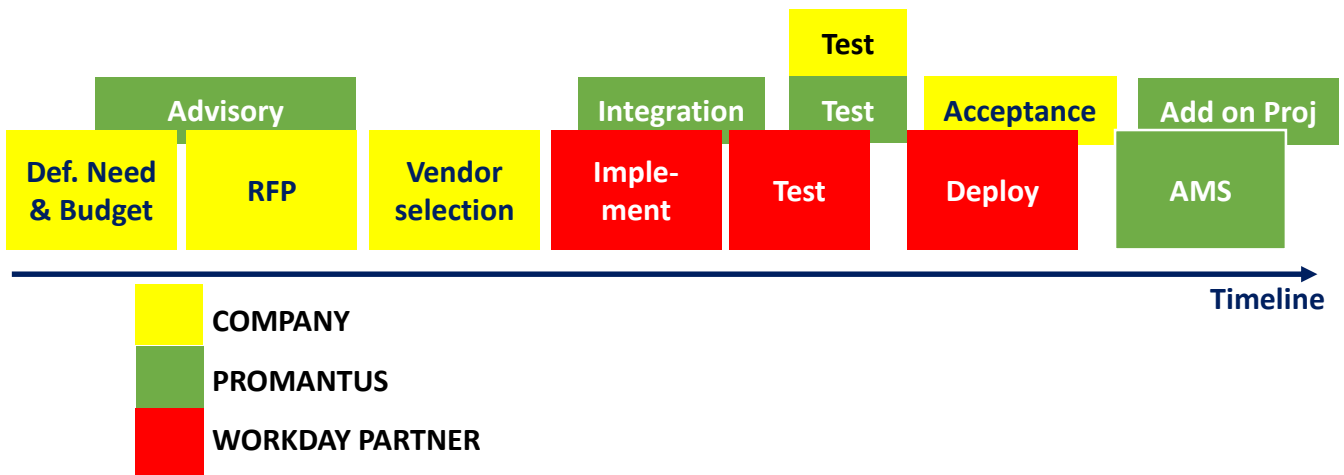 Test
Advisory
Integration
Test
Acceptance
Add on Proj
Def. Need
& Budget
RFP
Vendor
selection
Imple-
ment
Test
Deploy
AMS
Timeline
COMPANY
PROMANTUS
WORKDAY PARTNER